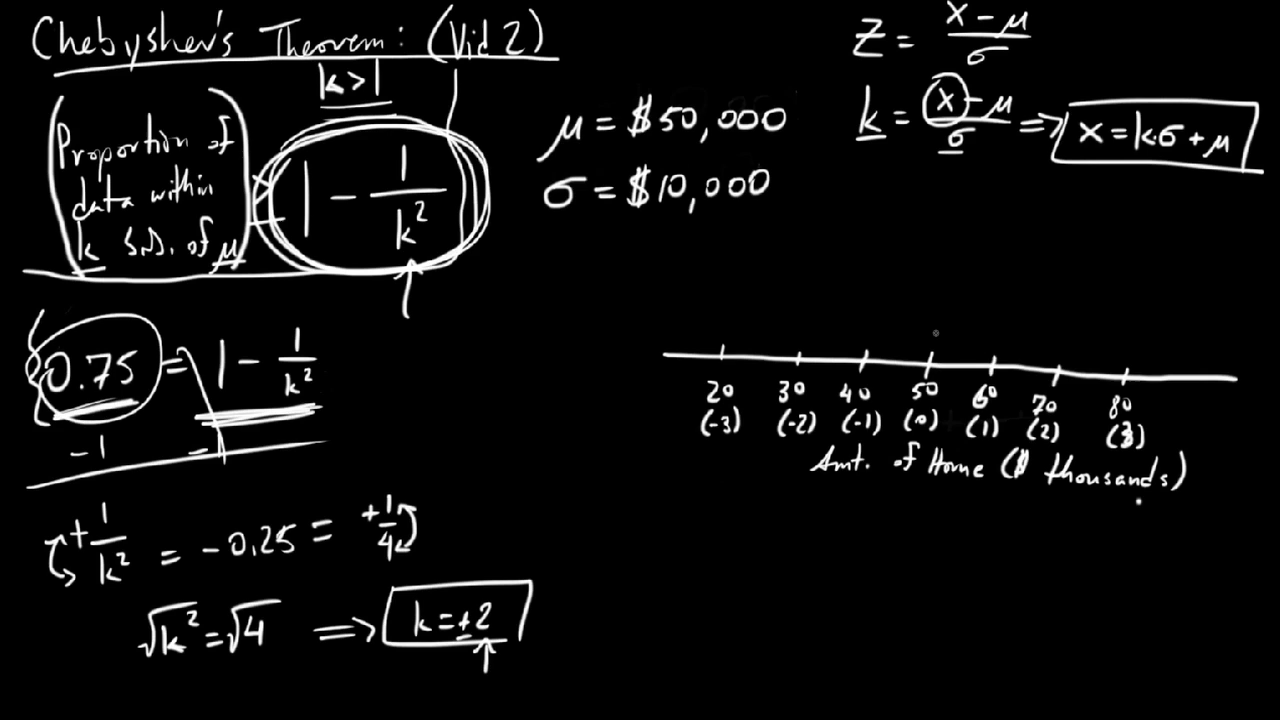 Chebyshev's Theorem: (Vid 2)
k > 1
(Proportion of data within k S.D. of μ) ≥ 1 - 1/k²
μ = $50,000
σ = $10,000
Z = (x - μ)/σ
k = (x - μ)/σ ⇒ x = k·σ + μ
0.75 = 1 - 1/k²
-1 -1
+1/k² = -0.25 = +1/4
√k² = √4 ⇒ k = ±2
20 30 40 50 60 70 80
(-3) (-2) (-1) (0) (1) (2) (3)
Amt. of Home ($ thousands)